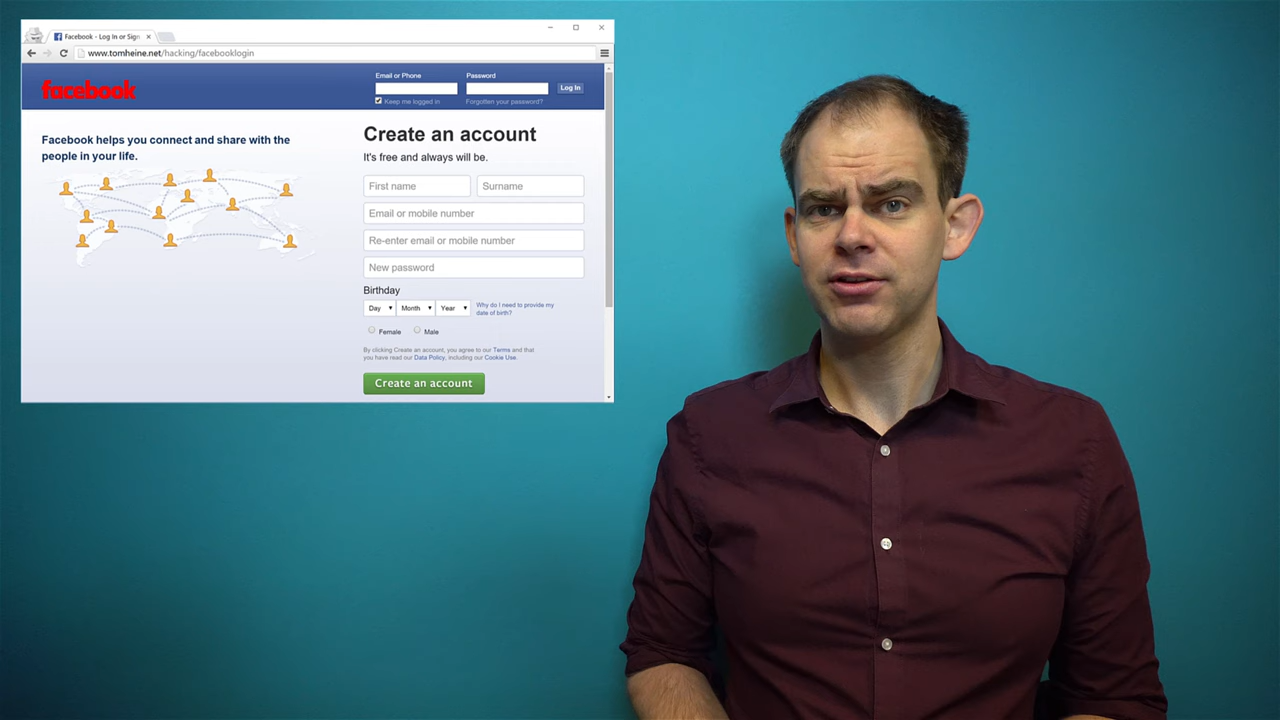 Facebook - Log In or Sign
www.tomheine.net/hacking/facebooklogin
facebook
Email or Phone
Password
Log In
Keep me logged in
Forgotten your password?
Facebook helps you connect and share with the
people in your life.
Create an account
It's free and always will be.
First name
Surname
Email or mobile number
Re-enter email or mobile number
New password
Birthday
Day
Month
Year
Why do I need to provide my
date of birth?
Female
Male
By clicking Create an account, you agree to our Terms and that
you have read our Data Policy, including our Cookie Use.
Create an account